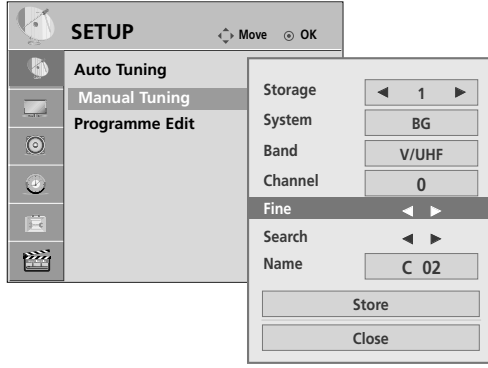 SETUP
Move OK
Auto Tuning
Manual Tuning
Programme Edit
Storage ◄ 1 ►
System BG
Band V/UHF
Channel 0
Fine ◄ ►
Search ◄ ►
Name C 02
Store
Close